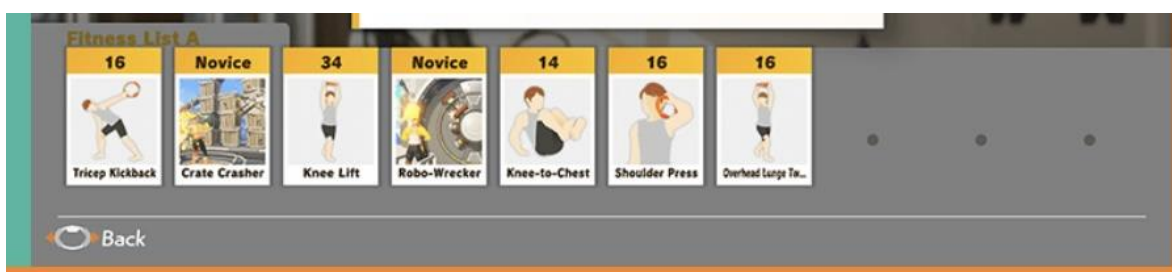 Fitness List A
16 Novice 34 Novice 14 16 16
Tricep Kickback Crate Crasher Knee Lift Robo-Wrecker Knee-to-Chest Shoulder Press Overhead Lunge Tw...
Back